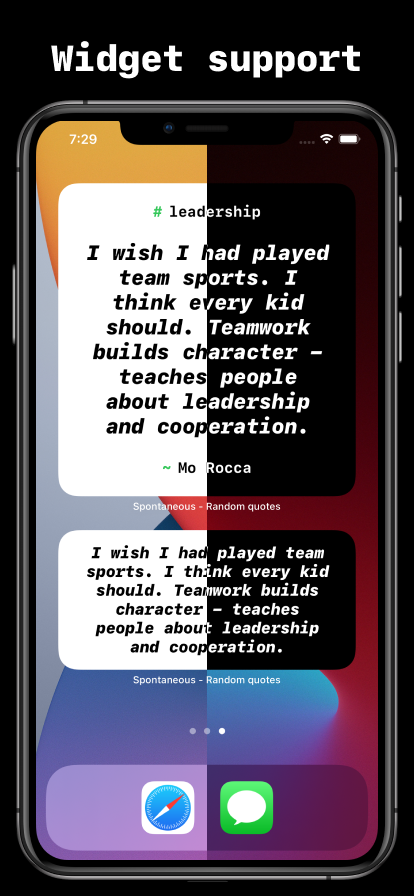 Widget support
7:29
# leadership
I wish I had played
team sports. I
think every kid
should. Teamwork
builds character –
teaches people
about leadership
and cooperation.
~ Mo Rocca
Spontaneous - Random quotes
I wish I had played team
sports. I think every kid
should. Teamwork builds
character – teaches
people about leadership
and cooperation.
Spontaneous - Random quotes